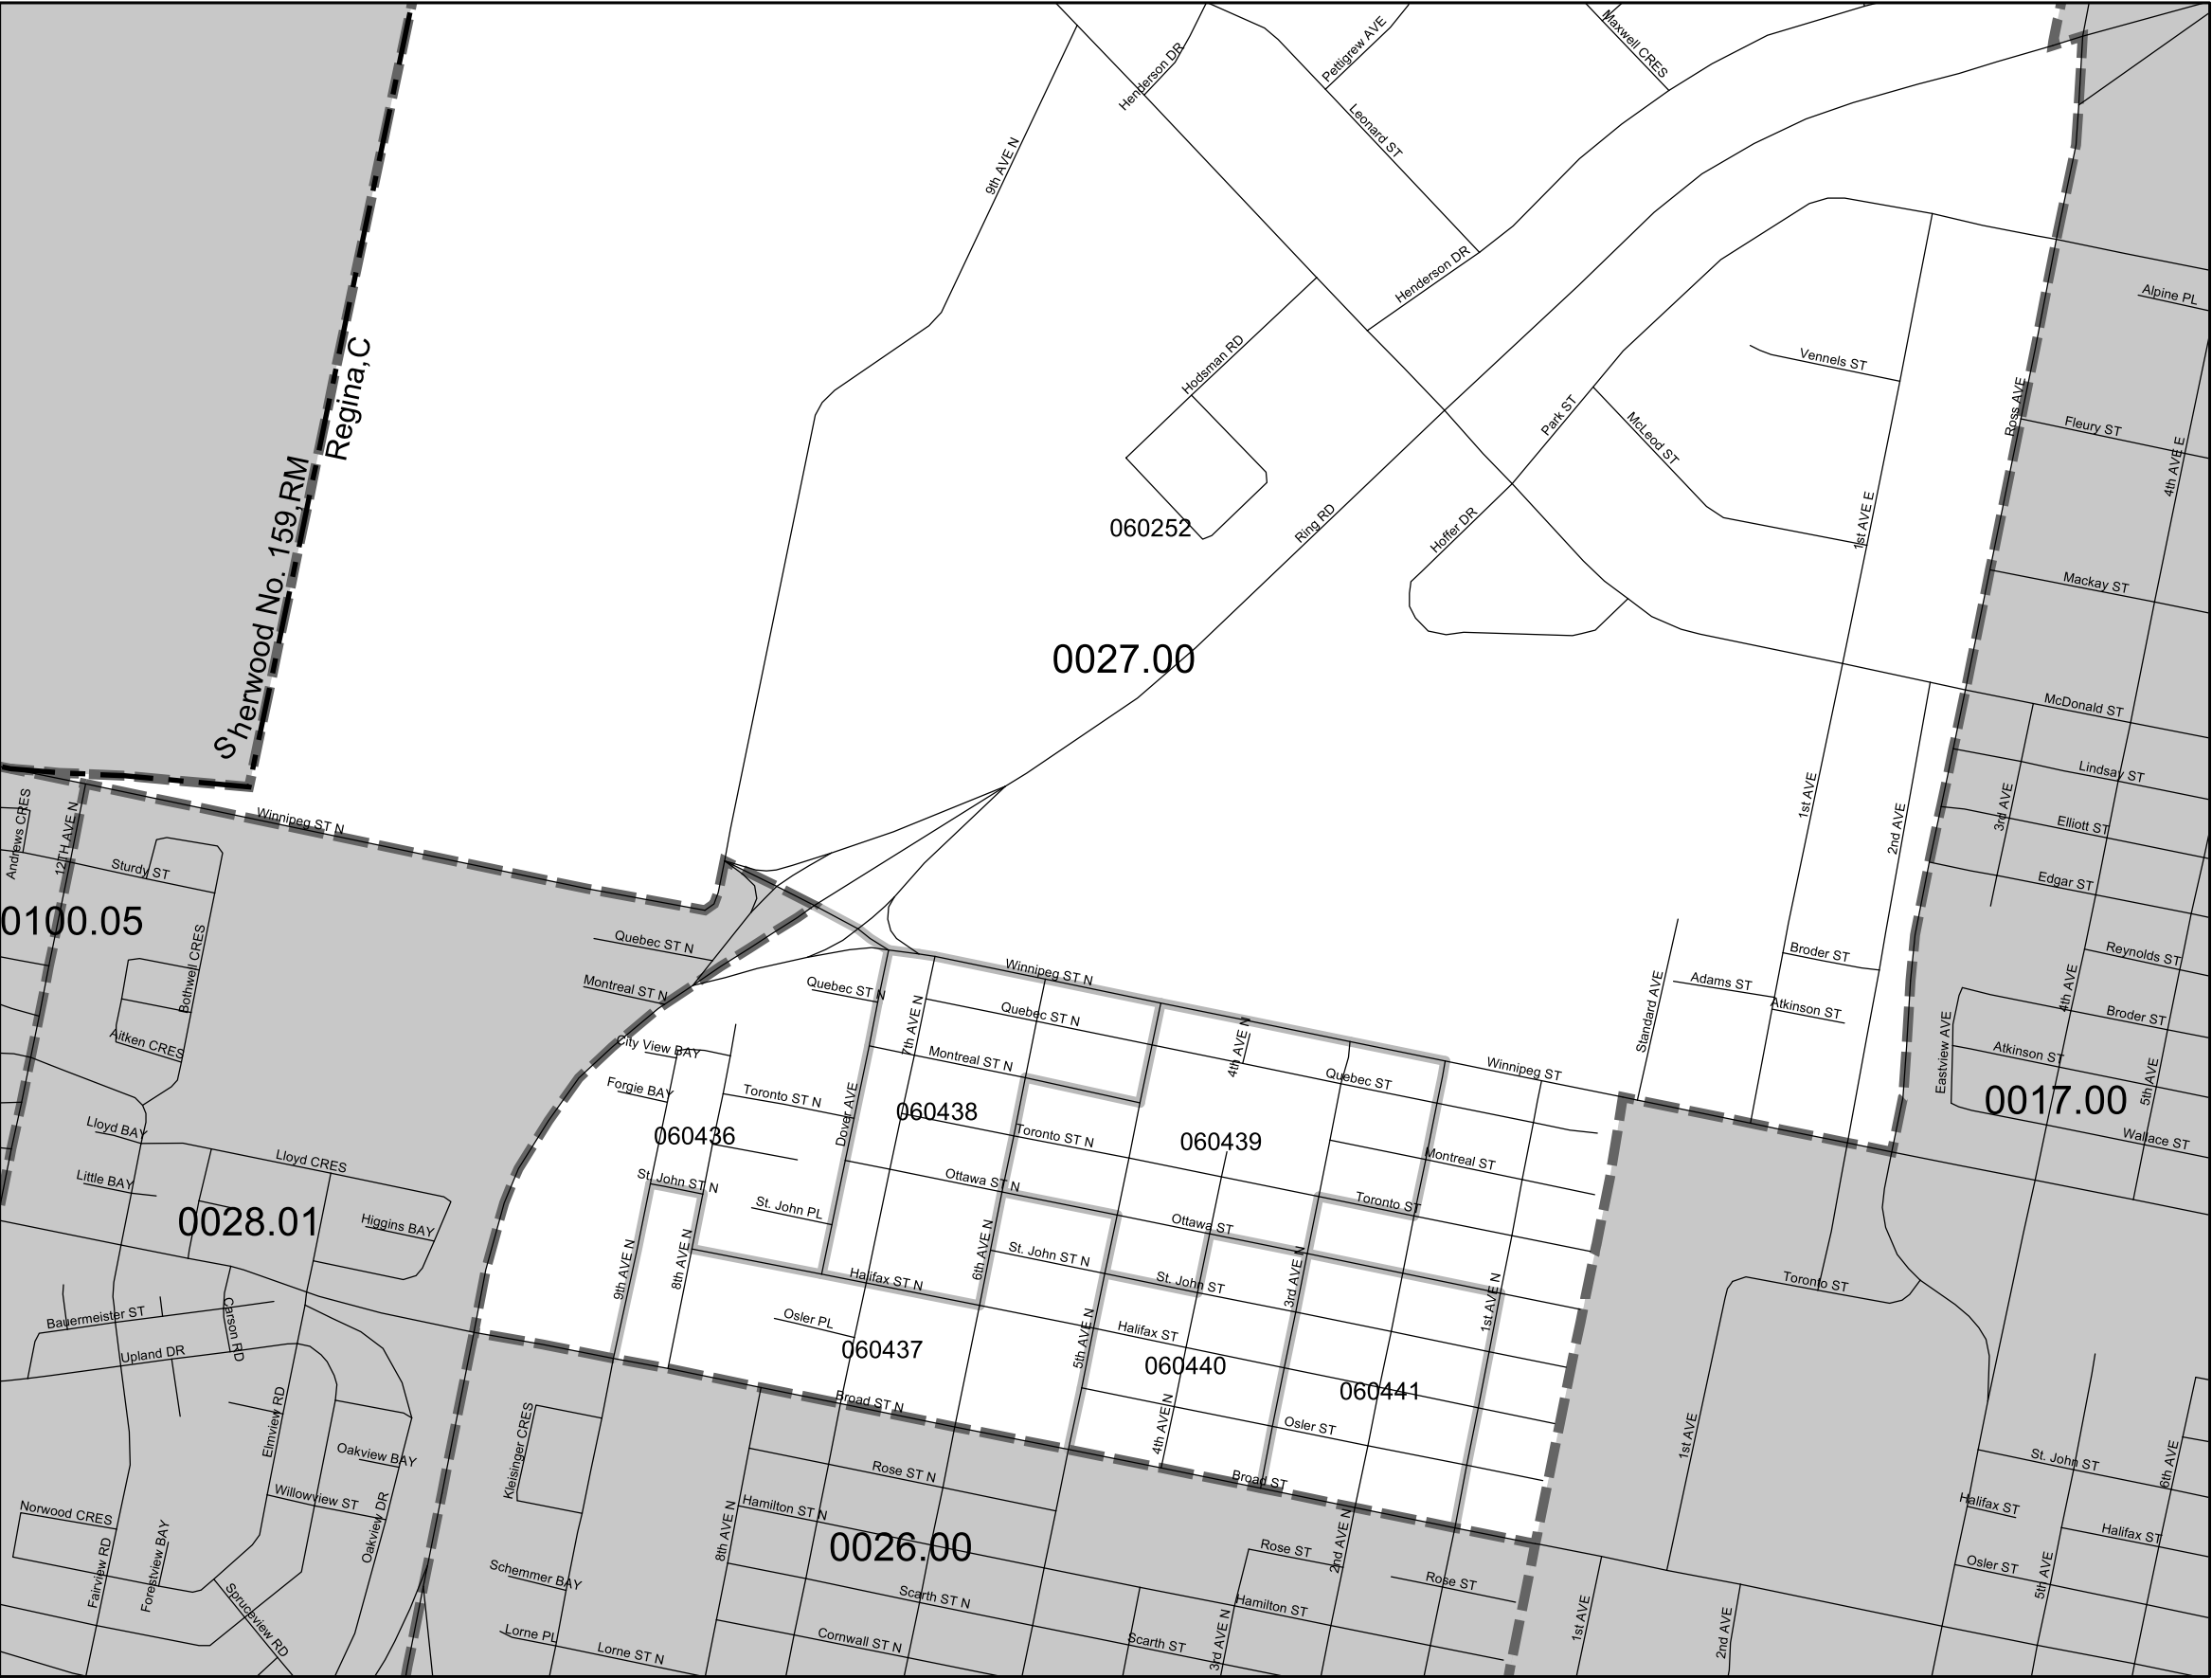 Henderson DR
Pettigrew AVE
Maxwell CRES
Leonard ST
9th AVE N
Henderson DR
Alpine PL
Regina,C
Hodsman RD
Vennels ST
Park ST
McLeod ST
Ross AVE
Fleury ST
4th AVE E
Sherwood No. 159,RM
060252
Ring RD
Hoffer DR
1st AVE E
Mackay ST
0027.00
McDonald ST
Lindsay ST
Andrews CRES
12TH AVE N
Winnipeg ST N
1st AVE
2nd AVE
3rd AVE
Elliott ST
Sturdy ST
Edgar ST
0100.05
Quebec ST N
Bothwell CRES
Montreal ST N
Quebec ST N
Winnipeg ST N
Broder ST
Reynolds ST
Adams ST
4th AVE
Atkinson ST
Standard AVE
Quebec ST N
7th AVE N
Broder ST
Aitken CRES
City View BAY
Montreal ST N
4th AVE N
Eastview AVE
Atkinson ST
Winnipeg ST
Quebec ST
Forgie BAY
Toronto ST N
Dover AVE
060438
0017.00
5th AVE
Lloyd BAY
060436
Toronto ST N
060439
Wallace ST
Lloyd CRES
Montreal ST
Little BAY
St. John ST N
Ottawa ST N
Toronto ST
St. John PL
0028.01
Higgins BAY
Ottawa ST
8th AVE N
9th AVE N
6th AVE N
St. John ST N
Halifax ST N
St. John ST
3rd AVE N
1st AVE N
Toronto ST
Bauermeister ST
Carson RD
Osler PL
Halifax ST
Upland DR
060437
5th AVE N
060440
060441
Broad ST N
4th AVE N
Osler ST
Elmview RD
Kleisinger CRES
1st AVE
Oakview BAY
Rose ST N
Broad ST
St. John ST
6th AVE
Willowview ST
Hamilton ST N
Halifax ST
Norwood CRES
Oakview DR
8th AVE N
0026.00
2nd AVE N
Rose ST
Halifax ST
Fairview RD
Forestview BAY
Schemmer BAY
Rose ST
Osler ST
5th AVE
Spruceview RD
Scarth ST N
Hamilton ST
1st AVE
2nd AVE
Lorne PL
Lorne ST N
Cornwall ST N
Scarth ST
3rd AVE N